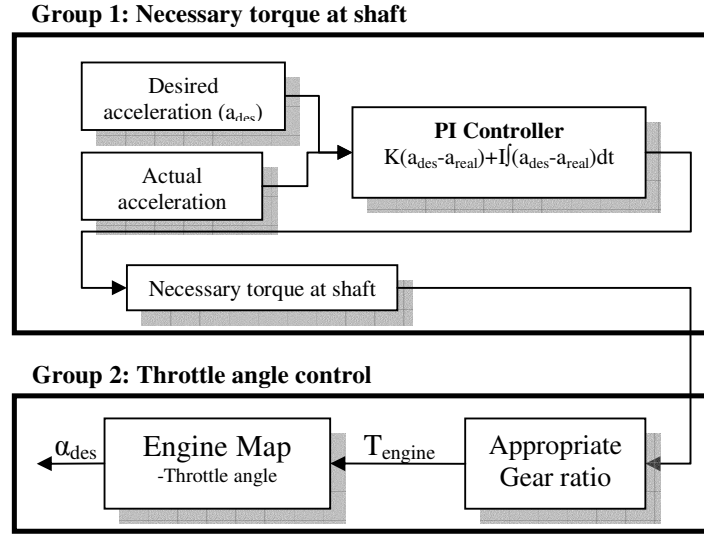 Group 1: Necessary torque at shaft
Desired
acceleration (a_des)
Actual
acceleration
PI Controller
K(a_des-a_real)+I∫(a_des-a_real)dt
Necessary torque at shaft
Group 2: Throttle angle control
α_des
Engine Map
-Throttle angle
T_engine
Appropriate
Gear ratio